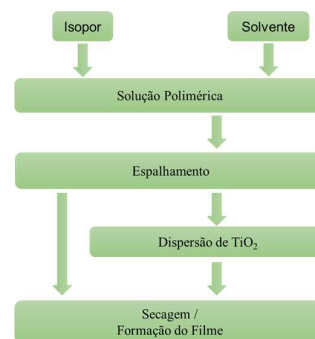 Isopor
Solvente
Solução Polimérica
Espalhamento
Dispersão de TiO₂
Secagem /
Formação do Filme